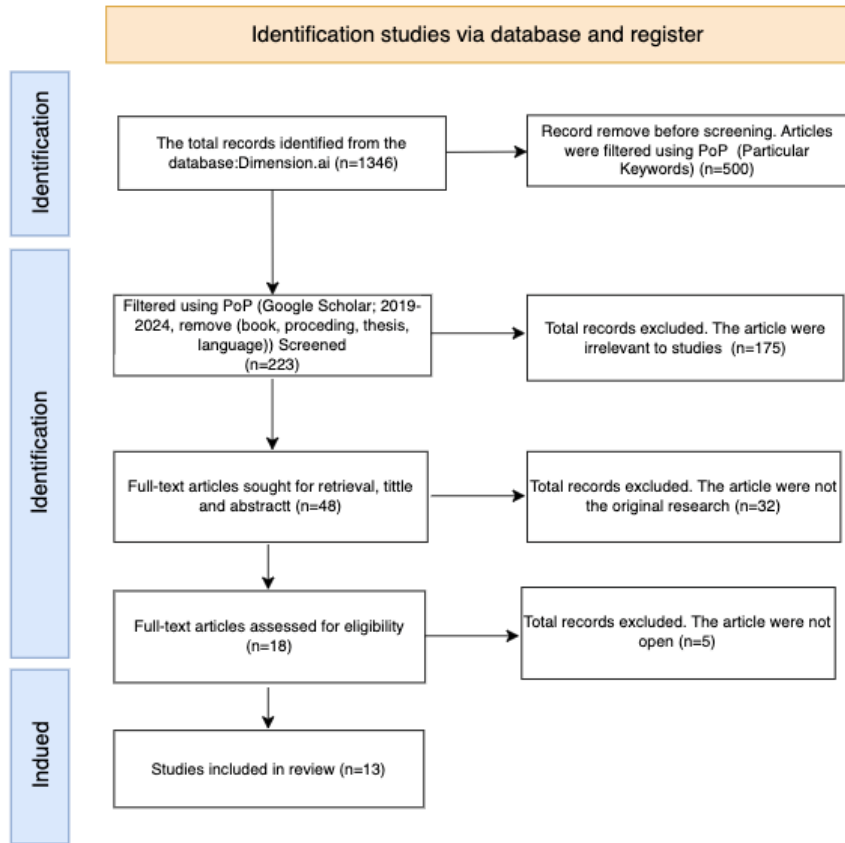 Identification studies via database and register
Identification
The total records identified from the
database:Dimension.ai (n=1346)
Record remove before screening. Articles
were filtered using PoP (Particular
Keywords) (n=500)
Identification
Filtered using PoP (Google Scholar; 2019-
2024, remove (book, proceding, thesis,
language)) Screened
(n=223)
Total records excluded. The article were
irrelevant to studies (n=175)
Full-text articles sought for retrieval, tittle
and abstractt (n=48)
Total records excluded. The article were not
the original research (n=32)
Full-text articles assessed for eligibility
(n=18)
Total records excluded. The article were not
open (n=5)
Indued
Studies included in review (n=13)